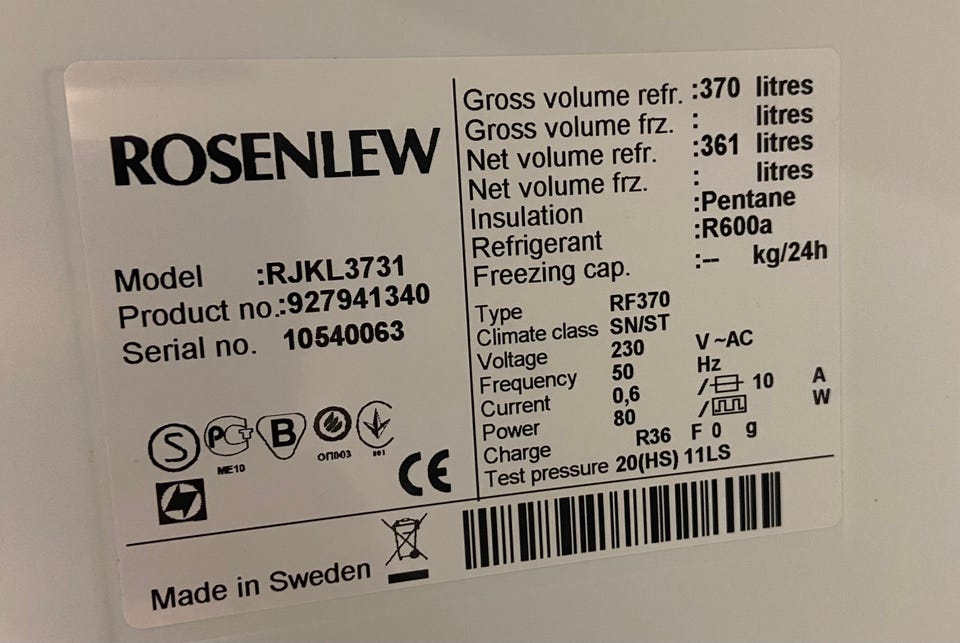 ROSENLEW
Model :RJKL3731
Product no.:927941340
Serial no. 10540063
S PCT B
ME10 ОПВ03 001
CE
Gross volume refr. :370 litres
Gross volume frz. : litres
Net volume refr. :361 litres
Net volume frz. : litres
Insulation :Pentane
Refrigerant :R600a
Freezing cap. :-- kg/24h
Type RF370
Climate class SN/ST
Voltage 230 V ~AC
Frequency 50 Hz
Current 0,6 / 10 A
Power 80 / W
Charge R36 F 0 g
Test pressure 20(HS) 11LS
Made in Sweden